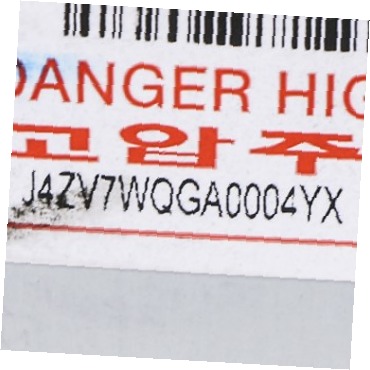 DANGER HIG
고압주
J4ZV7WQGA0004YX